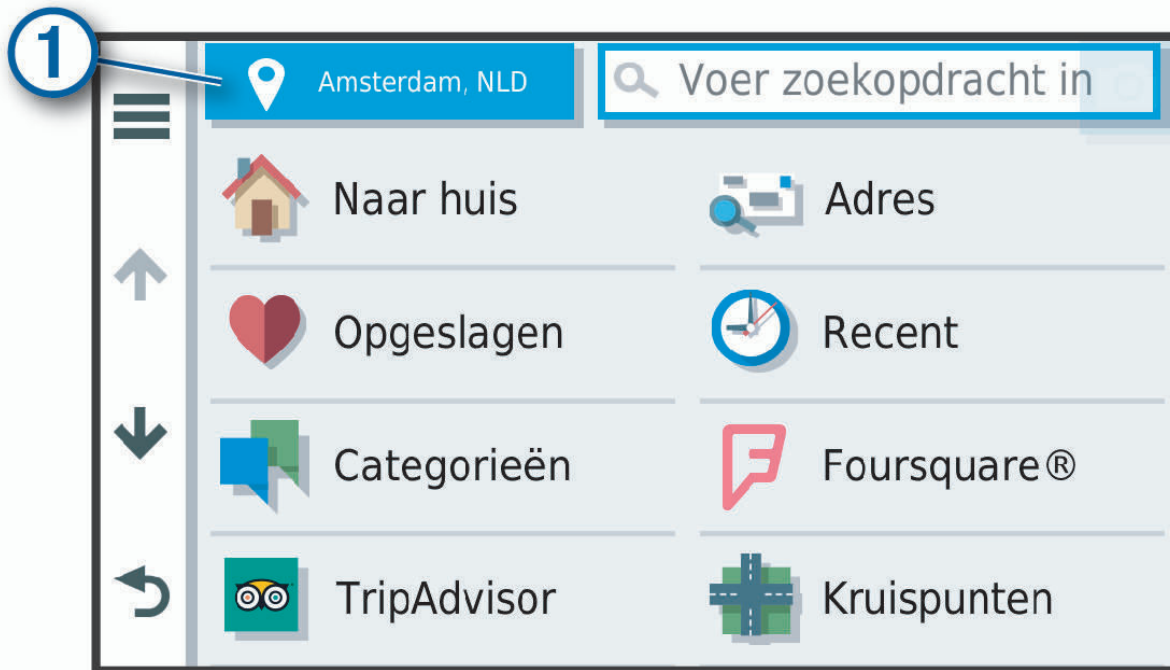 1
Amsterdam, NLD
Voer zoekopdracht in
Naar huis
Adres
Opgeslagen
Recent
Categorieën
Foursquare®
TripAdvisor
Kruispunten